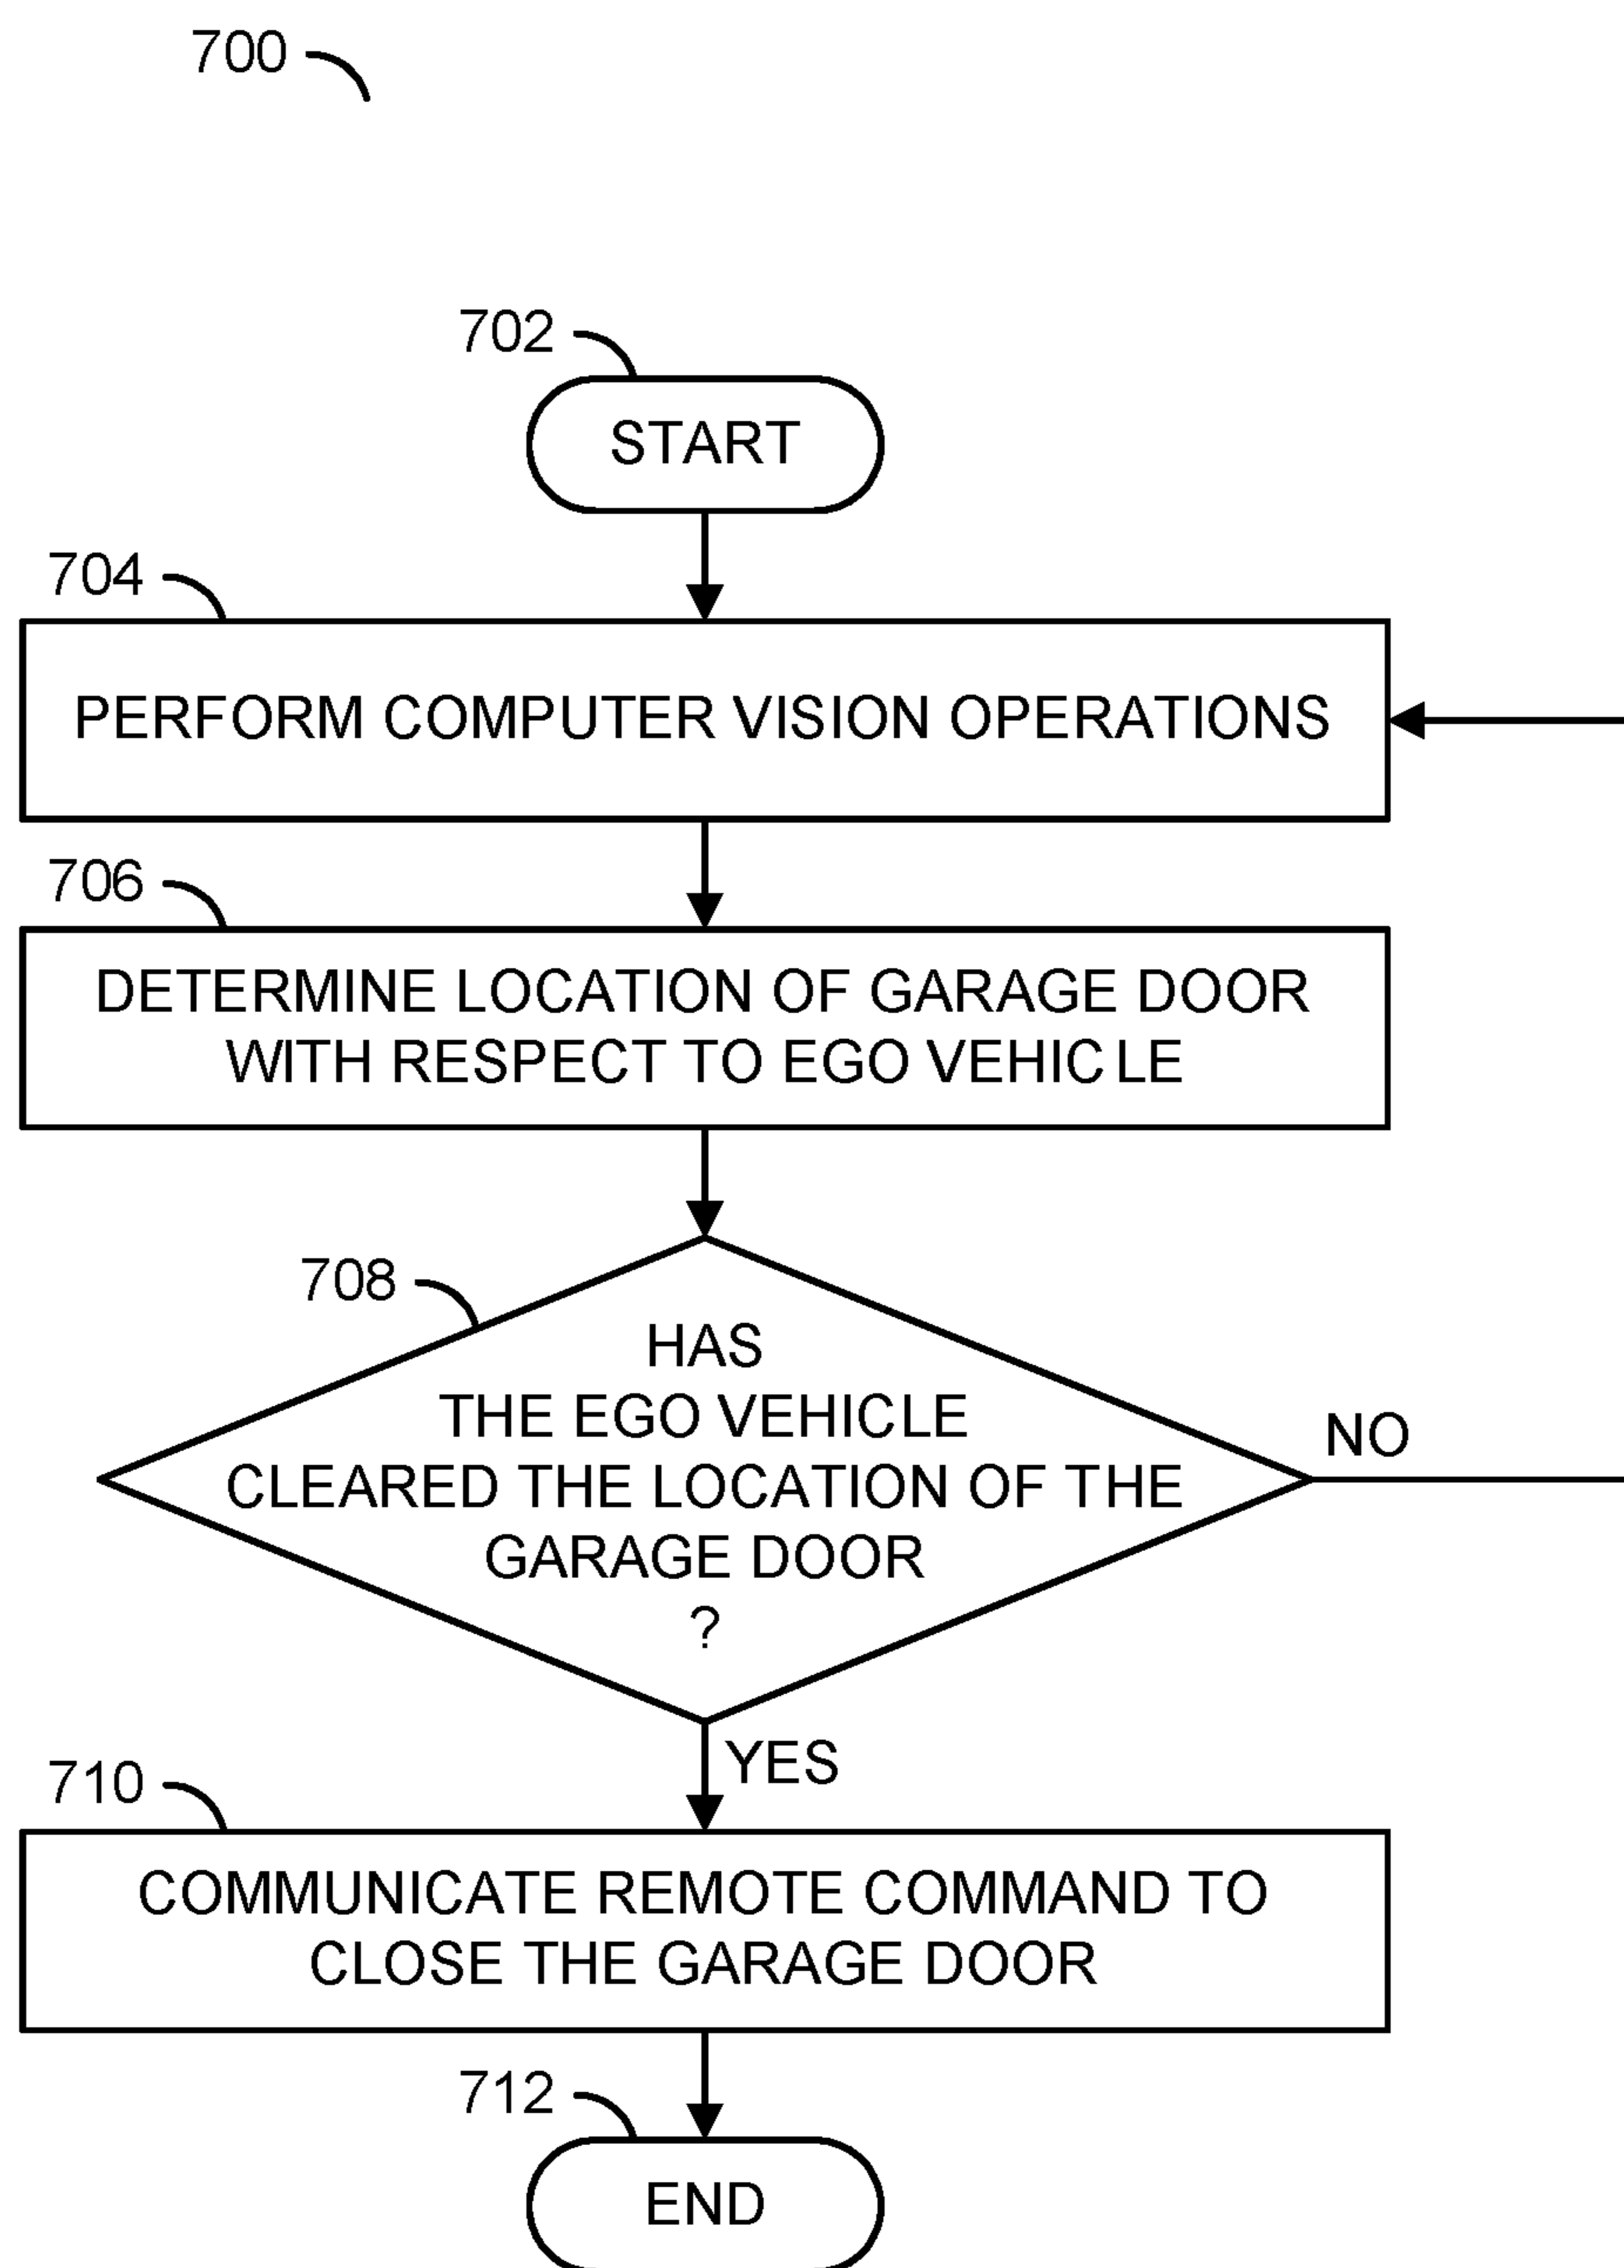 700
702
START
704
PERFORM COMPUTER VISION OPERATIONS
706
DETERMINE LOCATION OF GARAGE DOOR
WITH RESPECT TO EGO VEHICLE
708
HAS
THE EGO VEHICLE
CLEARED THE LOCATION OF THE
GARAGE DOOR
?
NO
YES
710
COMMUNICATE REMOTE COMMAND TO
CLOSE THE GARAGE DOOR
712
END